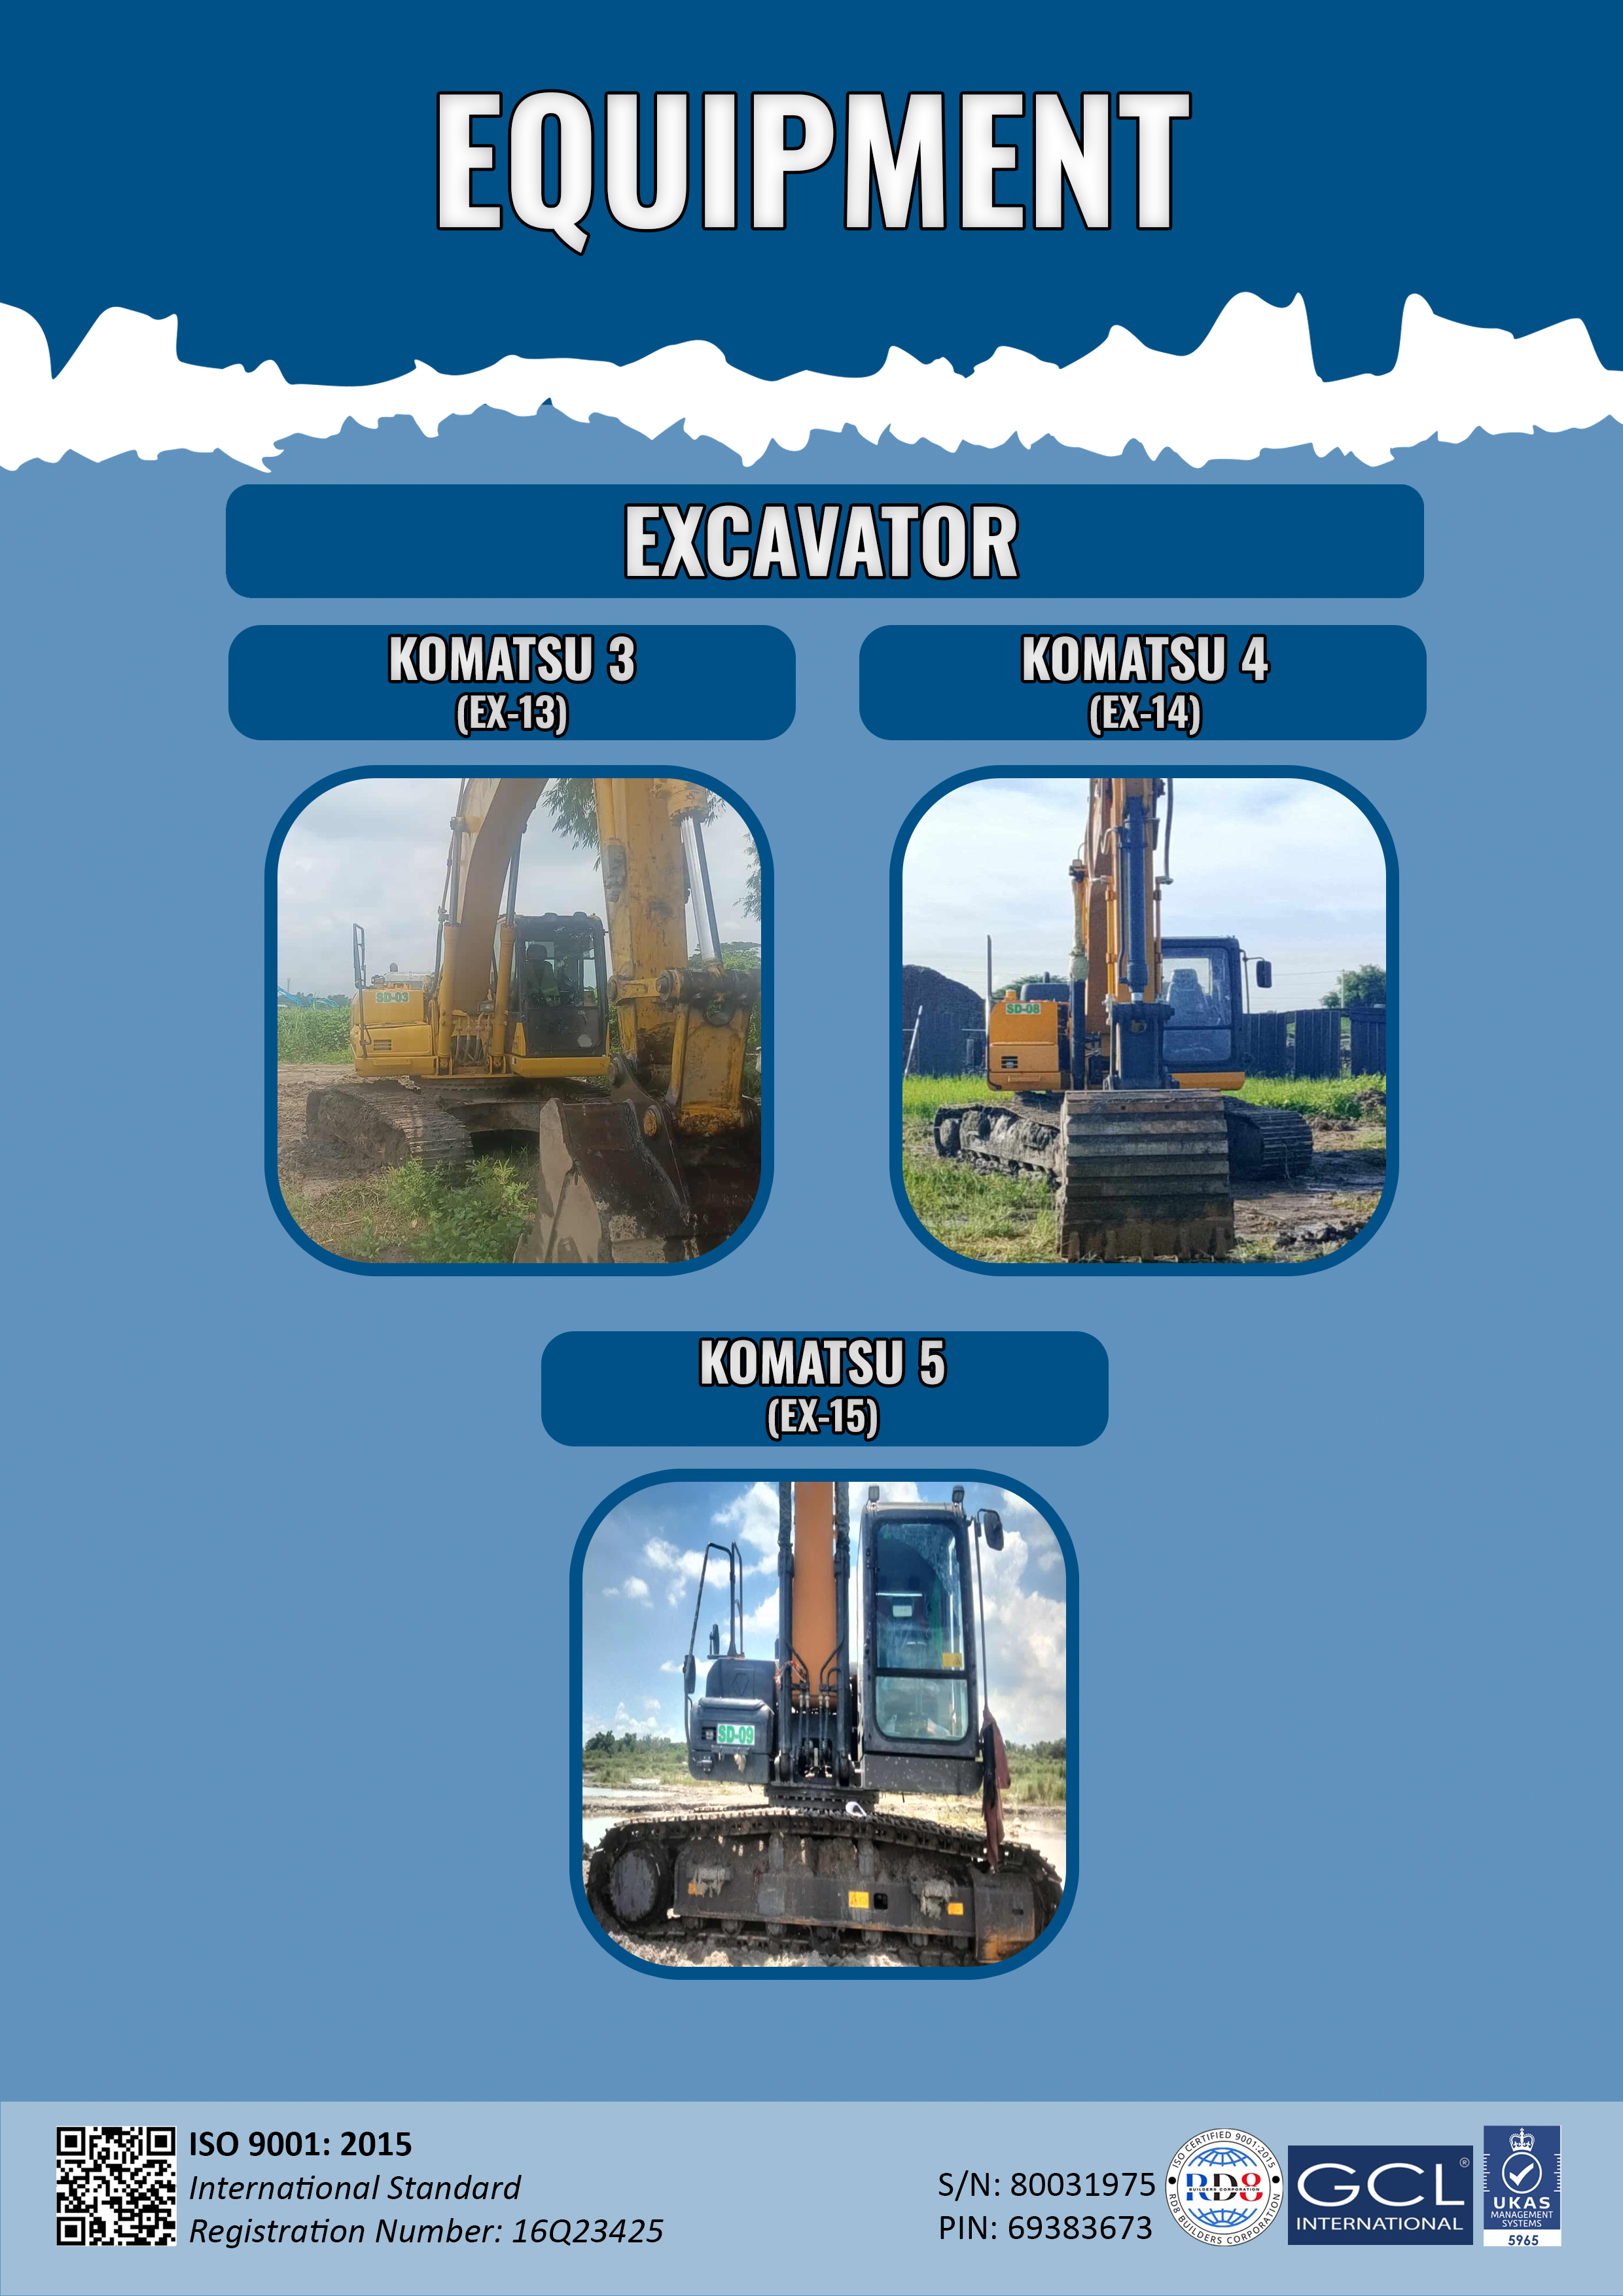 EQUIPMENT
EXCAVATOR
KOMATSU 3
(EX-13)
KOMATSU 4
(EX-14)
SD-03
SD-08
KOMATSU 5
(EX-15)
SD-09
ISO 9001: 2015
International Standard
Registration Number: 16Q23425
S/N: 80031975
PIN: 69383673
ISO CERTIFIED 9001:2015
RD8
BUILDERS CORPORATION
RD8 BUILDERS CORPORATION
GCL®
INTERNATIONAL
UKAS
MANAGEMENT
SYSTEMS
5965